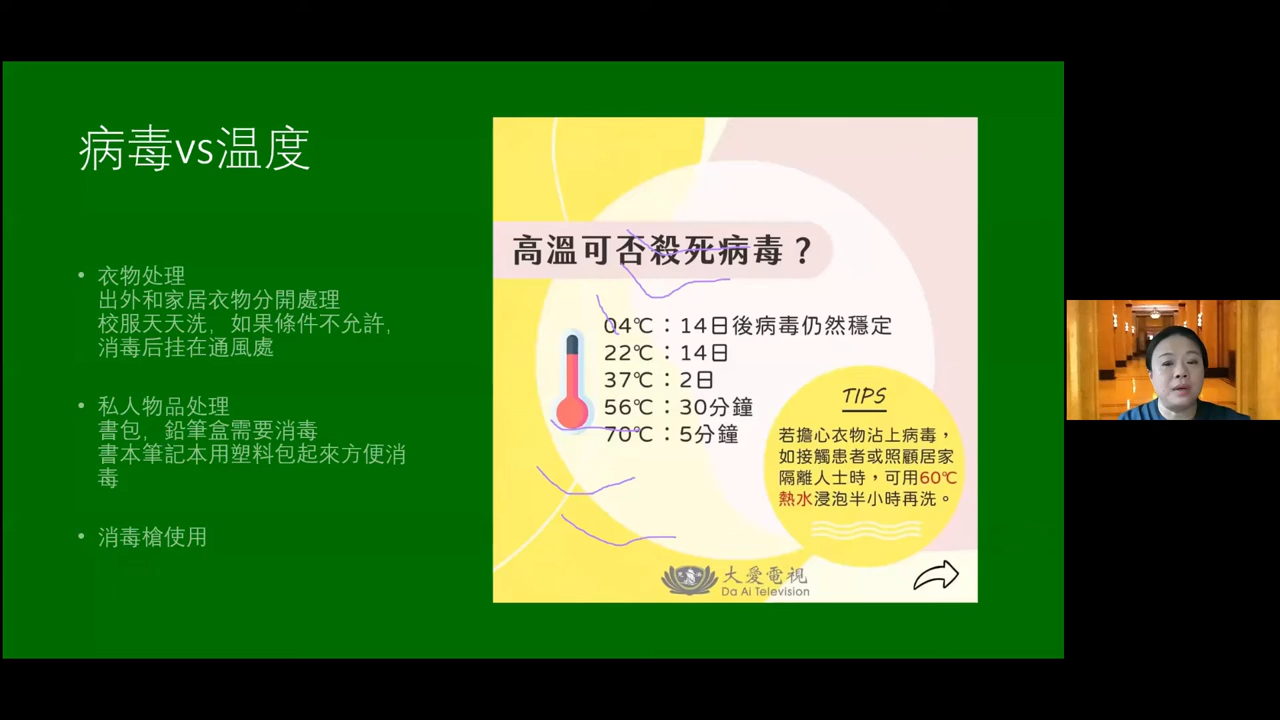 病毒vs温度
• 衣物处理
出外和家居衣物分開處理
校服天天洗，如果條件不允許，
消毒后挂在通風處
• 私人物品处理
書包，鉛筆盒需要消毒
書本筆記本用塑料包起來方便消
毒
• 消毒槍使用
高溫可否殺死病毒？
04℃：14日後病毒仍然穩定
22℃：14日
37℃：2日
56℃：30分鐘
70℃：5分鐘
TIPS
若擔心衣物沾上病毒，
如接觸患者或照顧居家
隔離人士時，可用60℃
熱水浸泡半小時再洗。
大愛電視
Da Ai Television